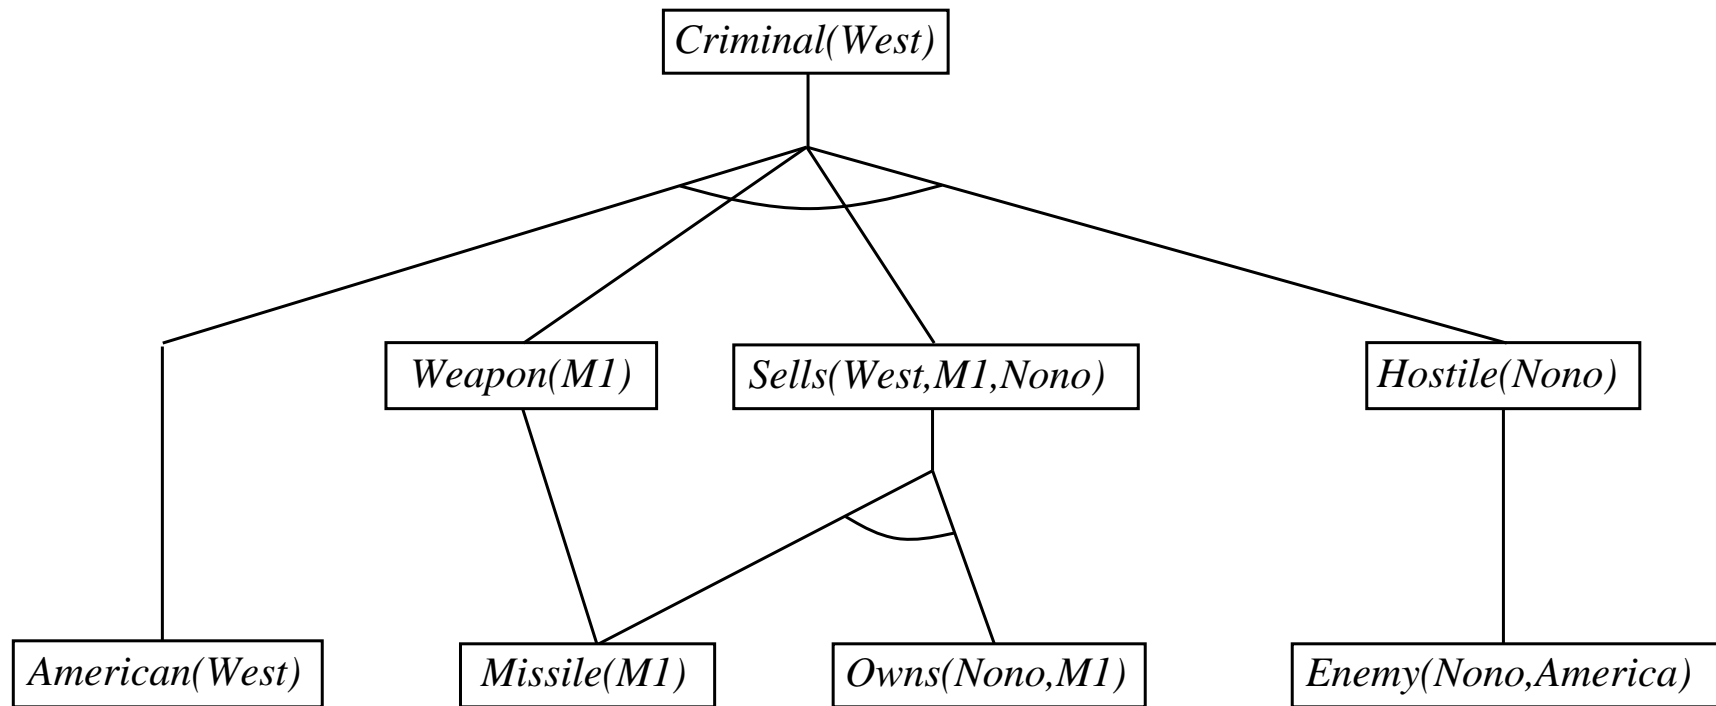 Criminal(West)
Weapon(M1)
Sells(West,M1,Nono)
Hostile(Nono)
American(West)
Missile(M1)
Owns(Nono,M1)
Enemy(Nono,America)